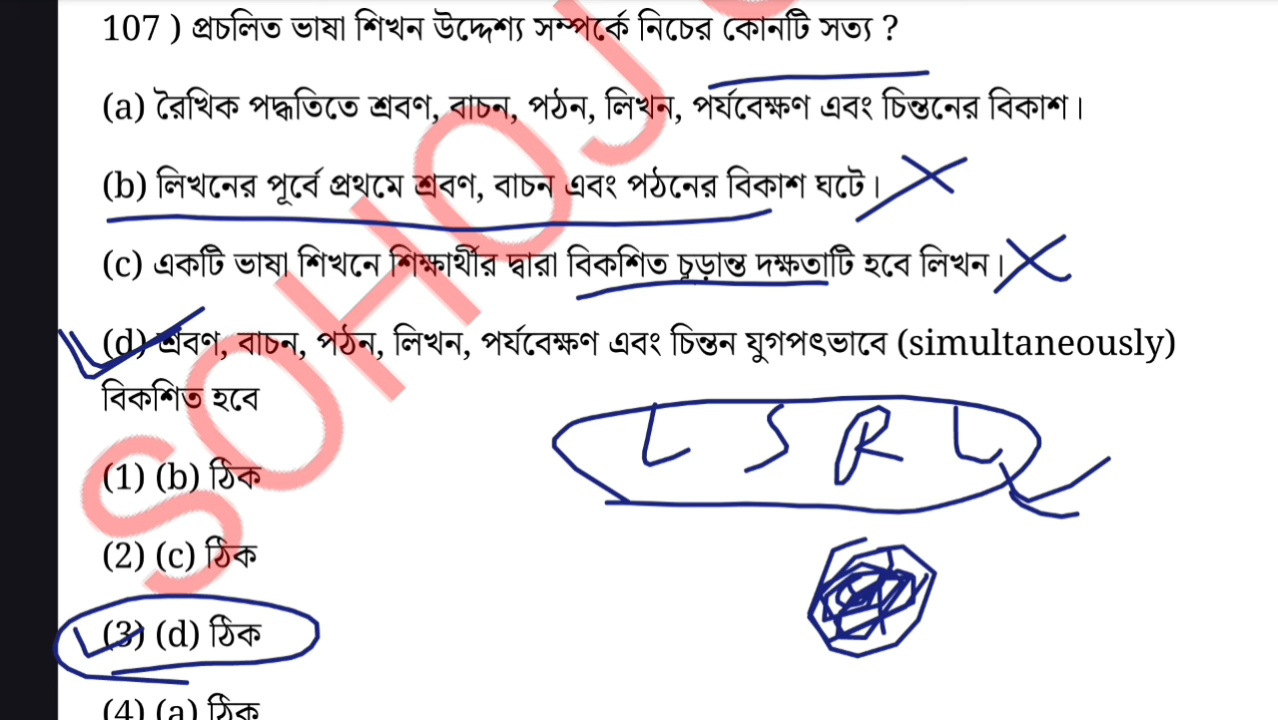 107 ) প্রচলিত ভাষা শিখন উদ্দেশ্য সম্পর্কে নিচের কোনটি সত্য ?
(a) রৈখিক পদ্ধতিতে শ্রবণ, বাচন, পঠন, লিখন, পর্যবেক্ষণ এবং চিন্তনের বিকাশ।
(b) লিখনের পূর্বে প্রথমে শ্রবণ, বাচন এবং পঠনের বিকাশ ঘটে।
(c) একটি ভাষা শিখনে শিক্ষার্থীর দ্বারা বিকশিত চূড়ান্ত দক্ষতাটি হবে লিখন।
(d) শ্রবণ, বাচন, পঠন, লিখন, পর্যবেক্ষণ এবং চিন্তন যুগপৎভাবে (simultaneously)
বিকশিত হবে
L S R L
(1) (b) ঠিক
(2) (c) ঠিক
(3) (d) ঠিক
(4) (a) ঠিক
SOHOJ